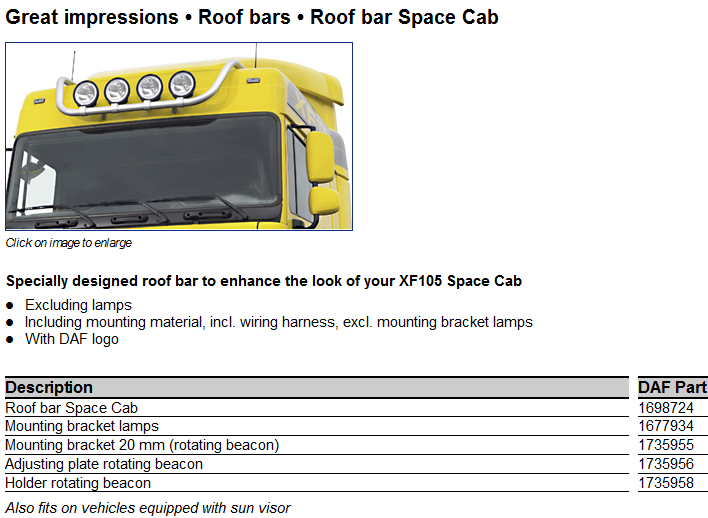 Great impressions • Roof bars • Roof bar Space Cab
Click on image to enlarge
Specially designed roof bar to enhance the look of your XF105 Space Cab
● Excluding lamps
● Including mounting material, incl. wiring harness, excl. mounting bracket lamps
● With DAF logo
Description DAF Part
Roof bar Space Cab 1698724
Mounting bracket lamps 1677934
Mounting bracket 20 mm (rotating beacon) 1735955
Adjusting plate rotating beacon 1735956
Holder rotating beacon 1735958
Also fits on vehicles equipped with sun visor